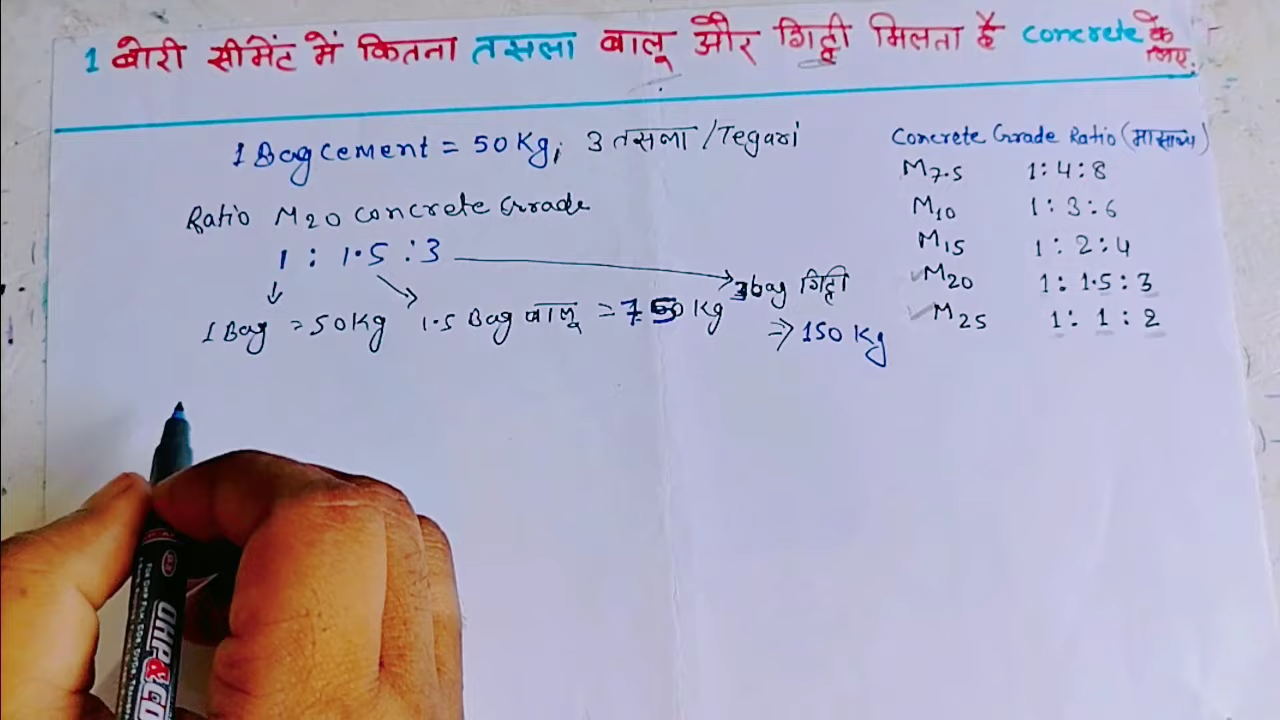 1 बोरी सीमेंट में कितना तसला बालू और गिट्टी मिलता है concrete के लिए.
1 Bag cement = 50 Kg, 3 तसला /Tegari
Ratio M20 concrete Grade
1 : 1.5 : 3
1 Bag = 50 Kg 1.5 Bag बालू = 750 Kg
3 bag गिट्टी
⇒ 150 Kg
Concrete Grade Ratio
M7.5 1:4:8
M10 1:3:6
M15 1:2:4
M20 1:1.5:3
M25 1:1:2
OHP &